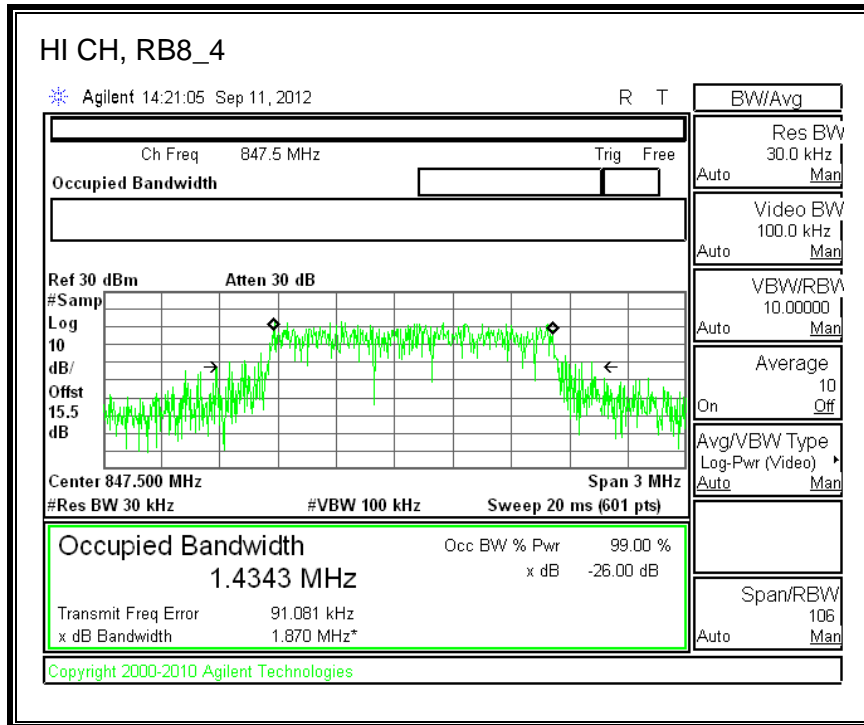 HI CH, RB8_4
Agilent 14:21:05 Sep 11, 2012 R T
BW/Avg
Ch Freq 847.5 MHz Trig Free
Occupied Bandwidth
Res BW
30.0 kHz
Auto Man
Video BW
100.0 kHz
Auto Man
Ref 30 dBm Atten 30 dB
#Samp
Log
10
dB/
Offst
15.5
dB
VBW/RBW
10.00000
Auto Man
Average
10
On Off
Avg/VBW Type
Log-Pwr (Video)
Auto Man
Center 847.500 MHz Span 3 MHz
#Res BW 30 kHz #VBW 100 kHz Sweep 20 ms (601 pts)
Occupied Bandwidth
1.4343 MHz
Occ BW % Pwr 99.00 %
x dB -26.00 dB
Transmit Freq Error 91.081 kHz
x dB Bandwidth 1.870 MHz*
Span/RBW
106
Auto Man
Copyright 2000-2010 Agilent Technologies